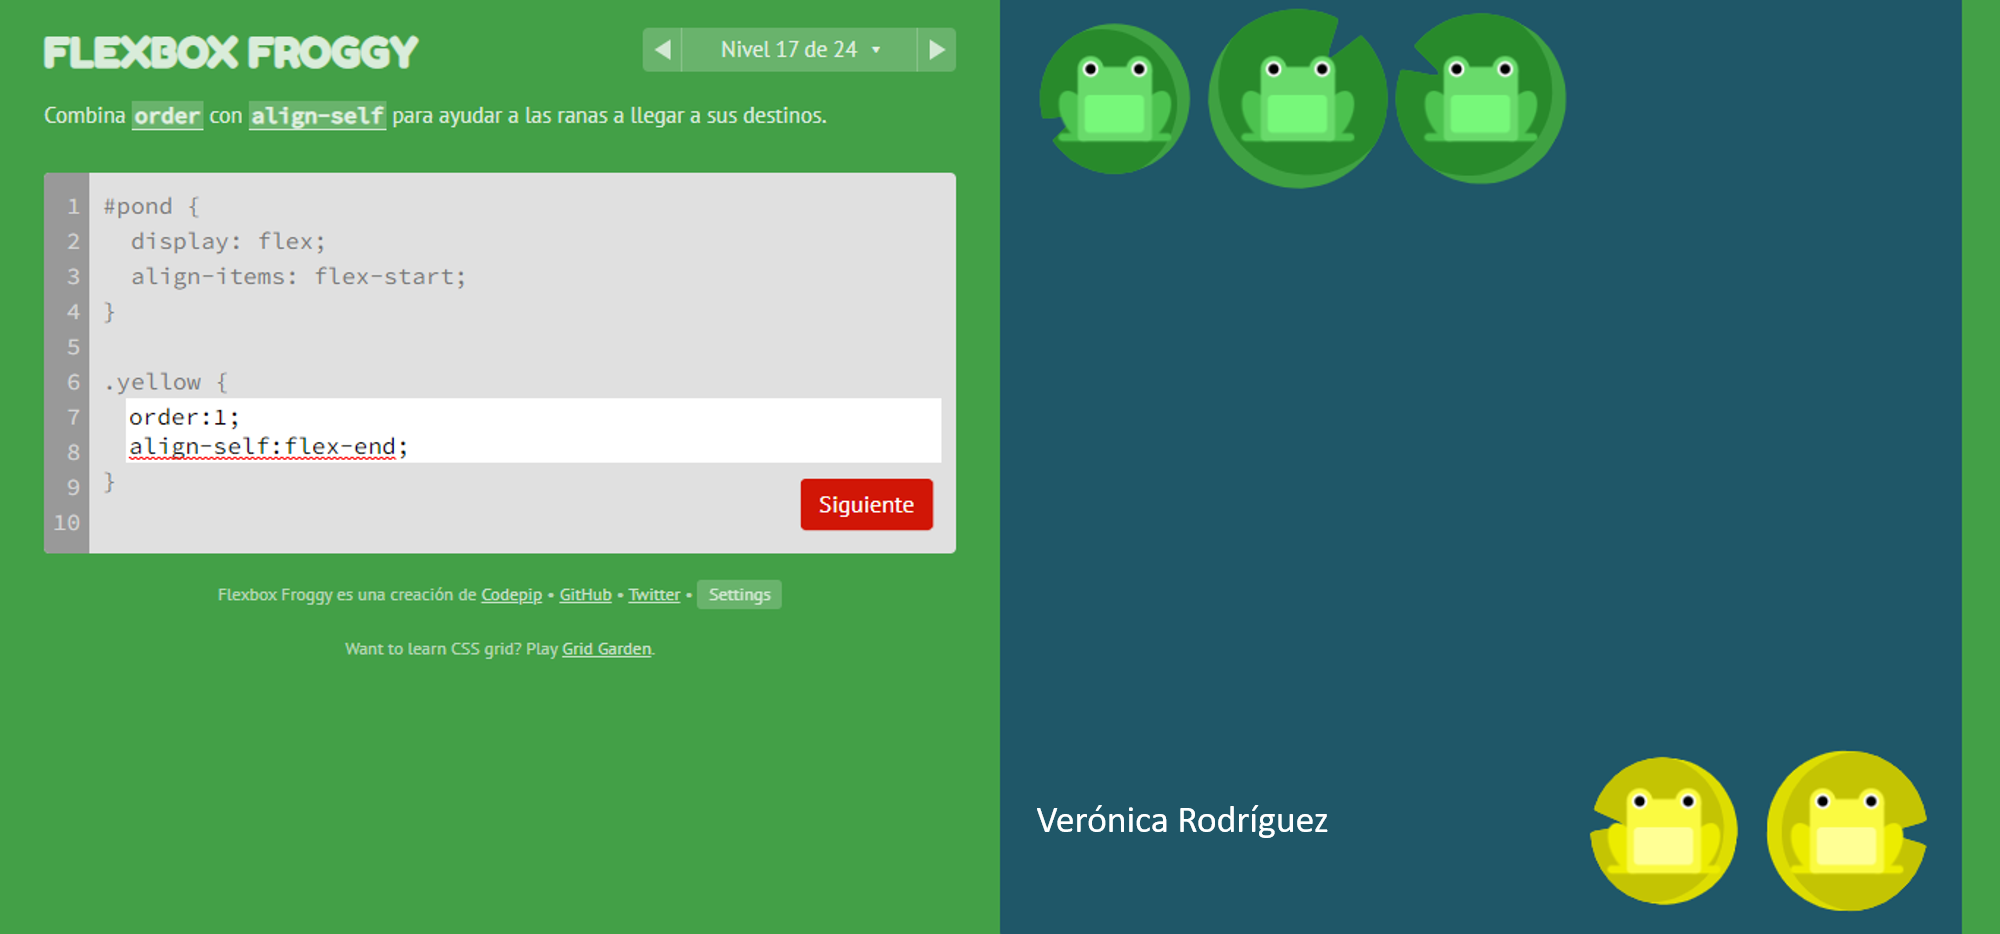 FLEXBOX FROGGY
◀ Nivel 17 de 24 ▾ ▶
Combina order con align-self para ayudar a las ranas a llegar a sus destinos.
1 #pond {
2 display: flex;
3 align-items: flex-start;
4 }
5
6 .yellow {
7 order:1;
8 align-self:flex-end;
9 }
10
Siguiente
Flexbox Froggy es una creación de Codepip • GitHub • Twitter • Settings
Want to learn CSS grid? Play Grid Garden.
Verónica Rodríguez